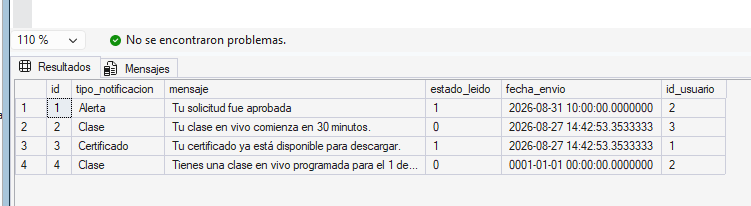 110 % No se encontraron problemas.
Resultados Mensajes
id tipo_notificacion mensaje estado_leido fecha_envio id_usuario
1 1 Alerta Tu solicitud fue aprobada 1 2026-08-31 10:00:00.0000000 2
2 2 Clase Tu clase en vivo comienza en 30 minutos. 0 2026-08-27 14:42:53.3533333 3
3 3 Certificado Tu certificado ya está disponible para descargar. 1 2026-08-27 14:42:53.3533333 1
4 4 Clase Tienes una clase en vivo programada para el 1 de... 0 0001-01-01 00:00:00.0000000 2